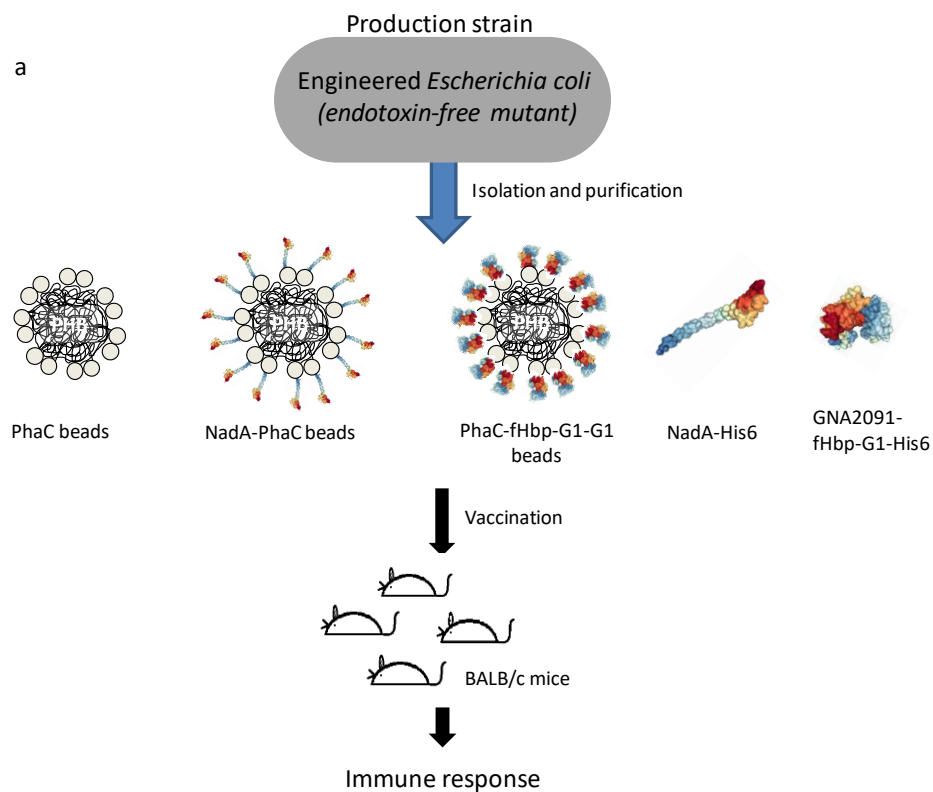 Production strain
a
Engineered Escherichia coli
(endotoxin-free mutant)
Isolation and purification
PHB
PHB
PHB
PhaC beads
NadA-PhaC beads
PhaC-fHbp-G1-G1
beads
NadA-His6
GNA2091-
fHbp-G1-His6
Vaccination
BALB/c mice
Immune response